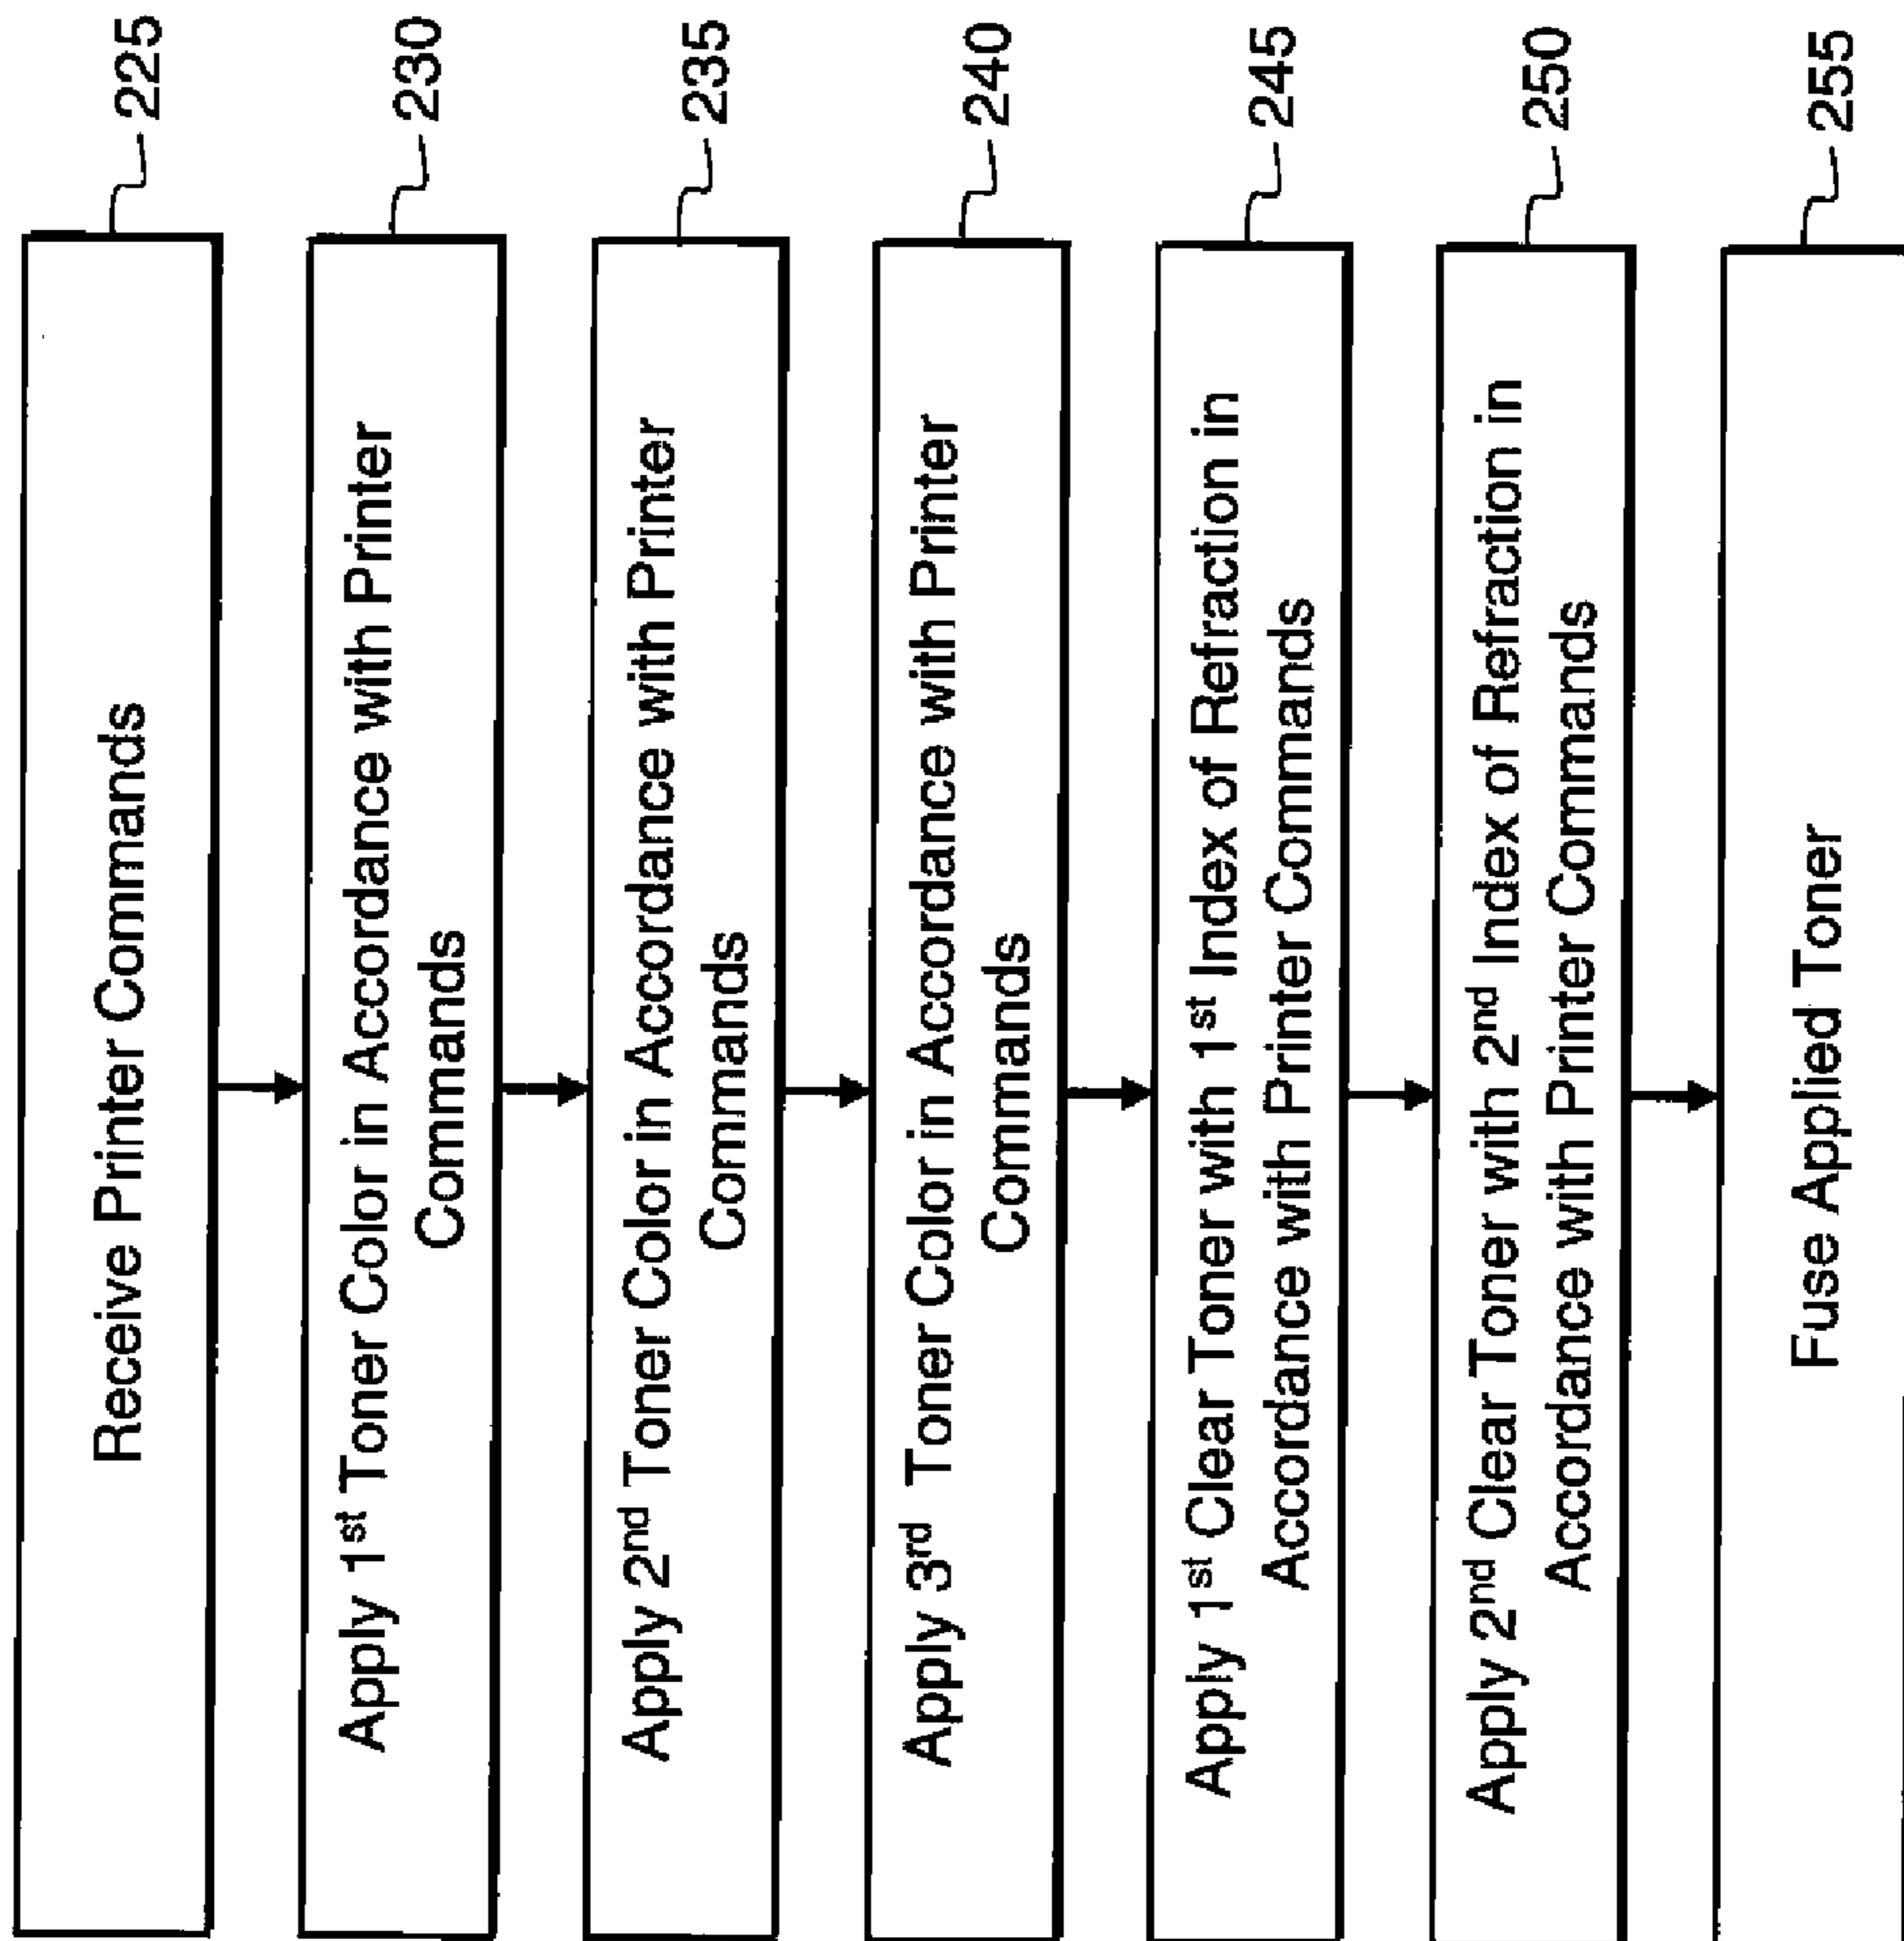 Receive Printer Commands
225
Apply 1st Toner Color in Accordance with Printer
Commands
230
Apply 2nd Toner Color in Accordance with Printer
Commands
235
Apply 3rd Toner Color in Accordance with Printer
Commands
240
Apply 1st Clear Toner with 1st Index of Refraction in
Accordance with Printer Commands
245
Apply 2nd Clear Toner with 2nd Index of Refraction in
Accordance with Printer Commands
250
Fuse Applied Toner
255